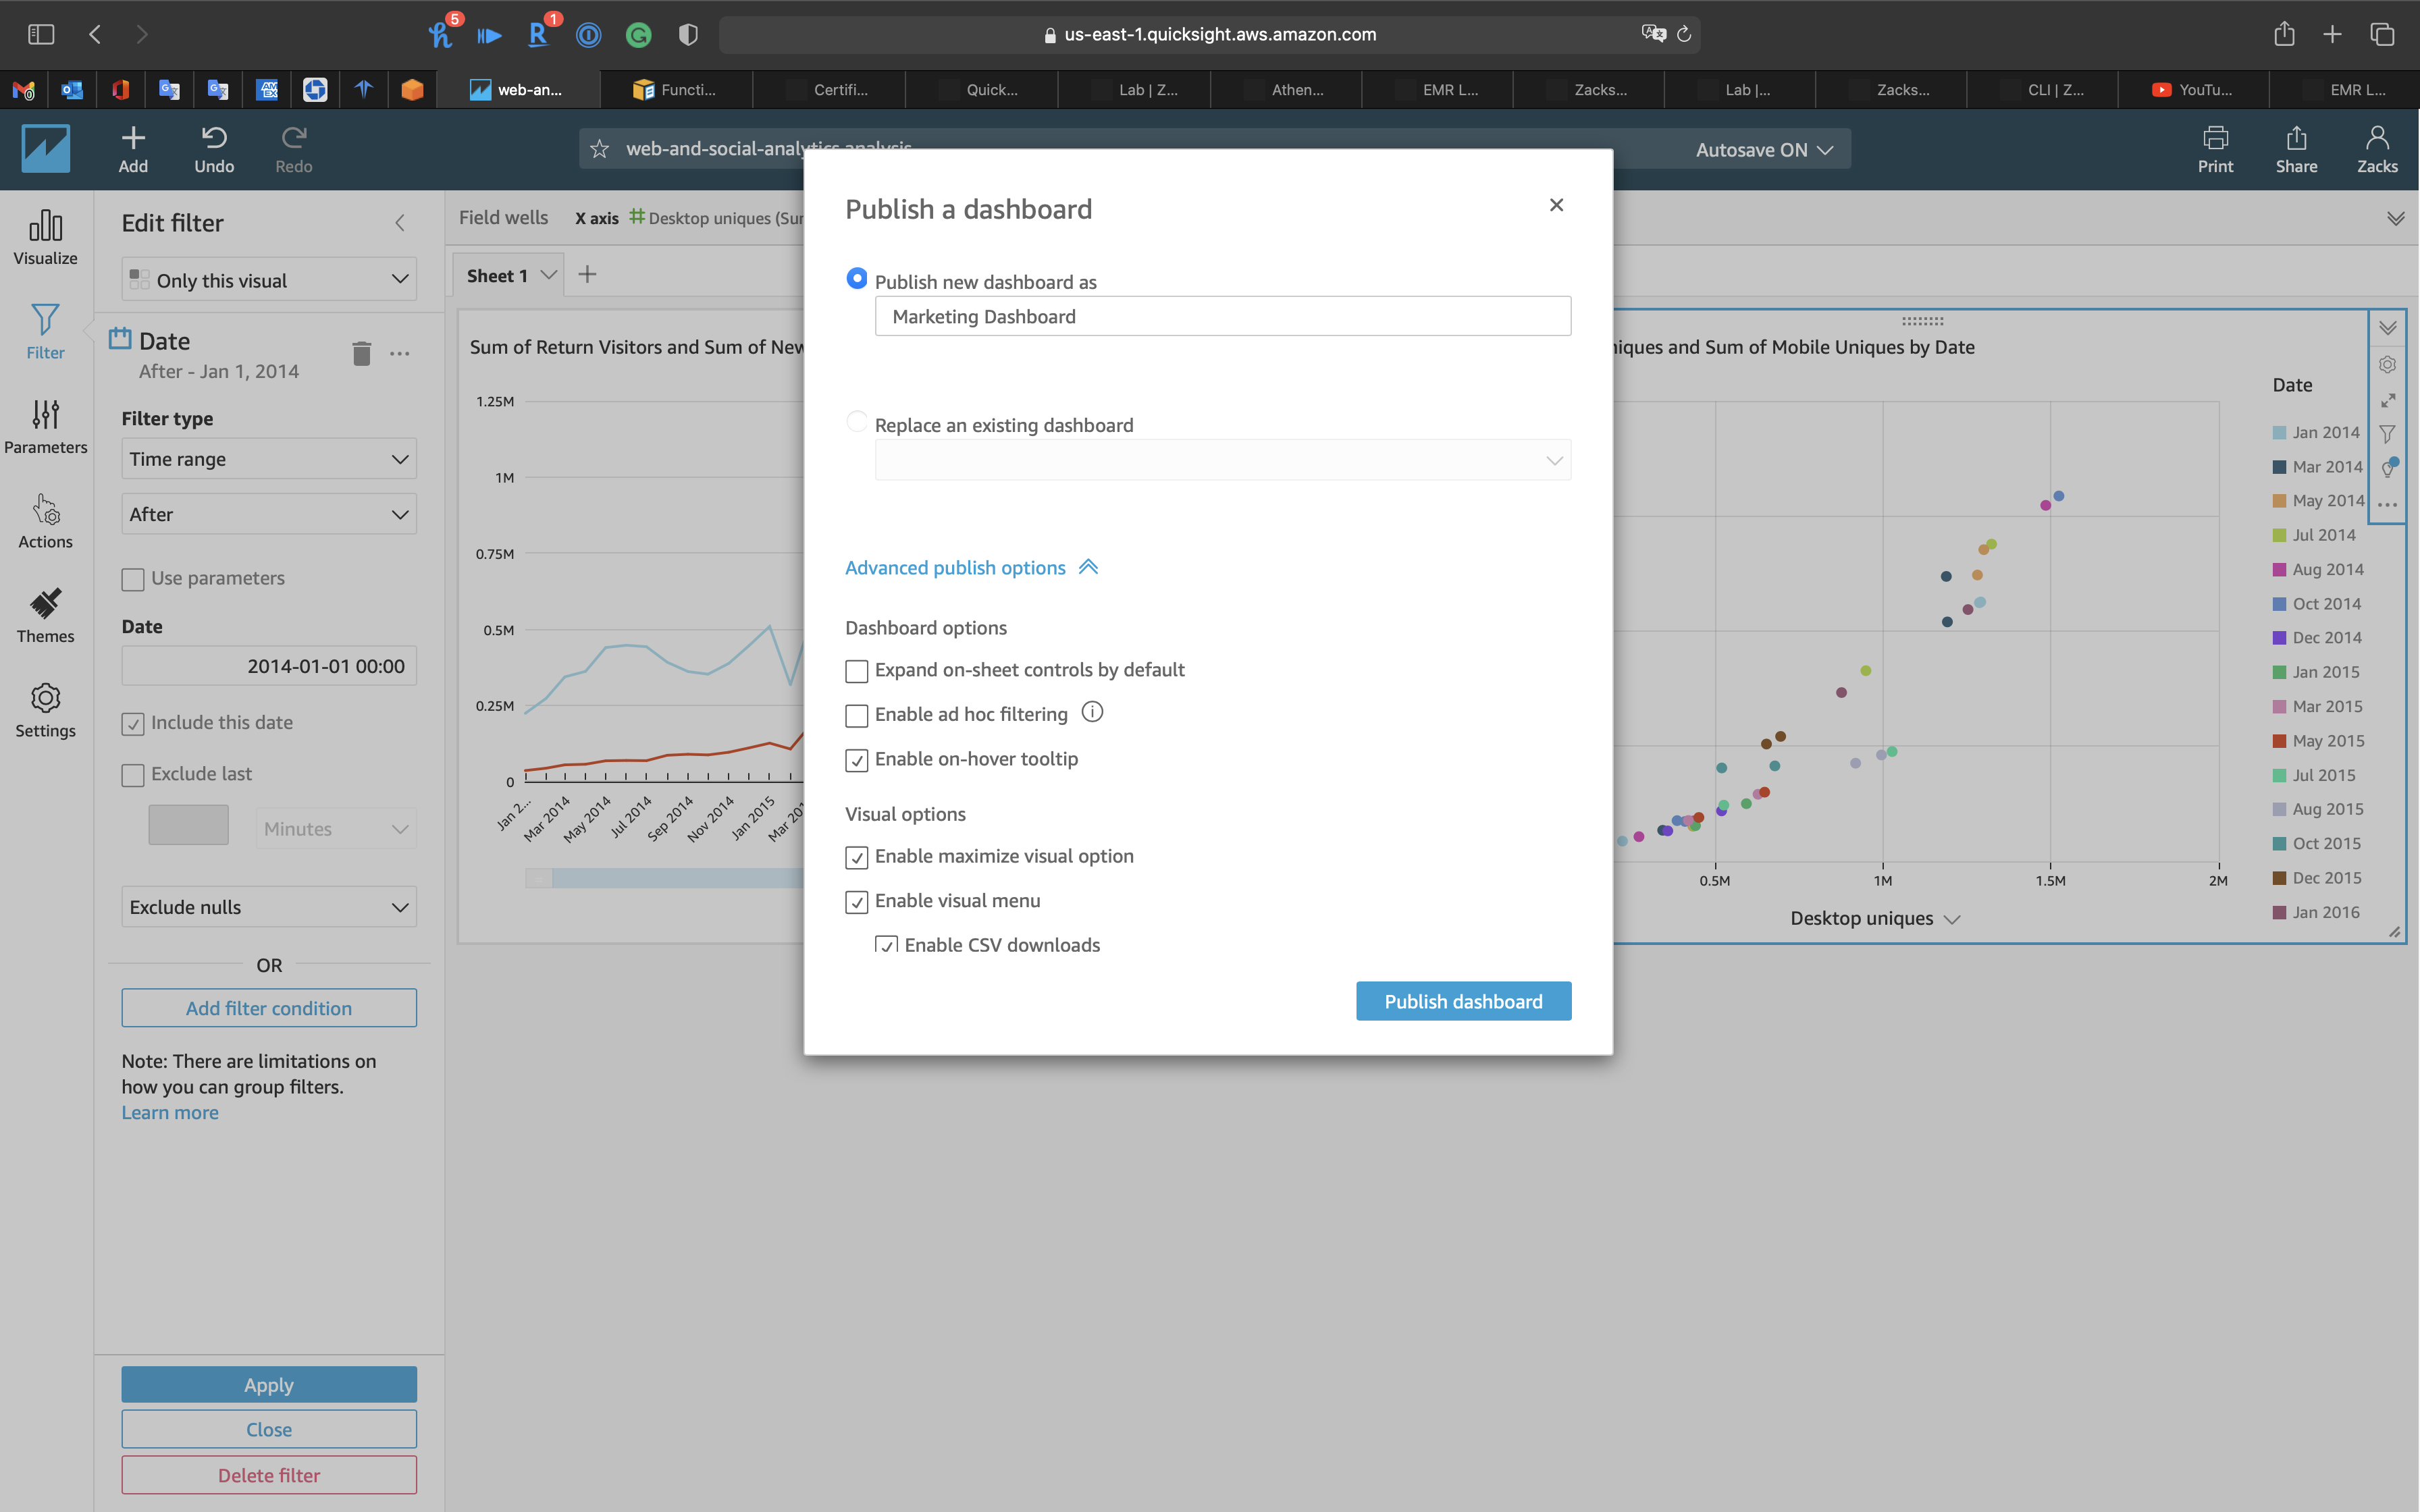 5
1
us-east-1.quicksight.aws.amazon.com
web-an...
Functi...
Certifi...
Quick...
Lab | Z...
Athen...
EMR L...
Zacks...
Lab |...
Zacks...
CLI | Z...
YouTu...
EMR L...
Add
Undo
Redo
web-and-social-analytics analysis
Autosave ON
Print
Share
Zacks
Visualize
Filter
Parameters
Actions
Themes
Settings
Edit filter
Only this visual
Date
After - Jan 1, 2014
Filter type
Time range
After
Use parameters
Date
2014-01-01 00:00
Include this date
Exclude last
Minutes
Exclude nulls
OR
Add filter condition
Note: There are limitations on
how you can group filters.
Learn more
Apply
Close
Delete filter
Field wells
X axis
Desktop uniques (Sur
Sheet 1
Sum of Return Visitors and Sum of New
1.25M
1M
0.75M
0.5M
0.25M
0
Jan 2...
Mar 2014
May 2014
Jul 2014
Sep 2014
Nov 2014
Jan 2015
Mar 20
Publish a dashboard
Publish new dashboard as
Marketing Dashboard
Replace an existing dashboard
Advanced publish options
Dashboard options
Expand on-sheet controls by default
Enable ad hoc filtering
Enable on-hover tooltip
Visual options
Enable maximize visual option
Enable visual menu
Enable CSV downloads
Publish dashboard
niques and Sum of Mobile Uniques by Date
0.5M
1M
1.5M
2M
Desktop uniques
Date
Jan 2014
Mar 2014
May 2014
Jul 2014
Aug 2014
Oct 2014
Dec 2014
Jan 2015
Mar 2015
May 2015
Jul 2015
Aug 2015
Oct 2015
Dec 2015
Jan 2016